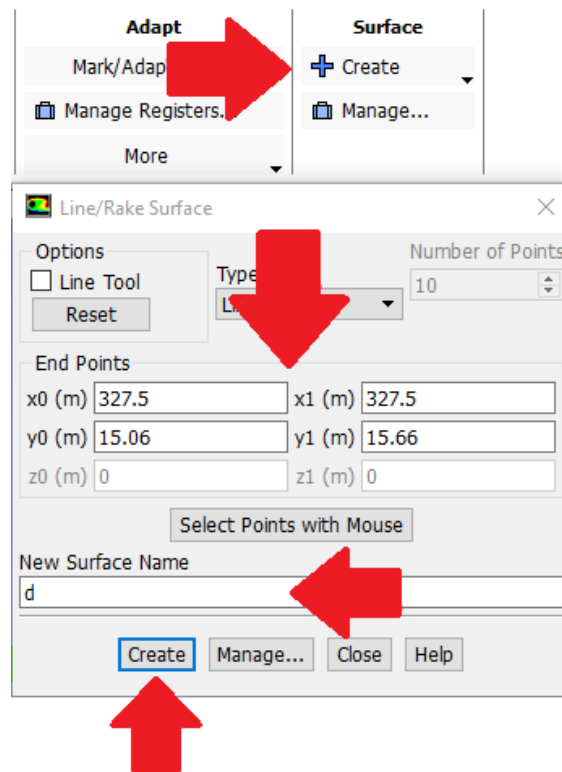 Adapt
Surface
Mark/Adap
Create
Manage Registers..
Manage...
More
Line/Rake Surface
Options
Number of Points
Line Tool
Type
10
Reset
End Points
x0 (m) 327.5
x1 (m) 327.5
y0 (m) 15.06
y1 (m) 15.66
z0 (m) 0
z1 (m) 0
Select Points with Mouse
New Surface Name
d
Create Manage... Close Help